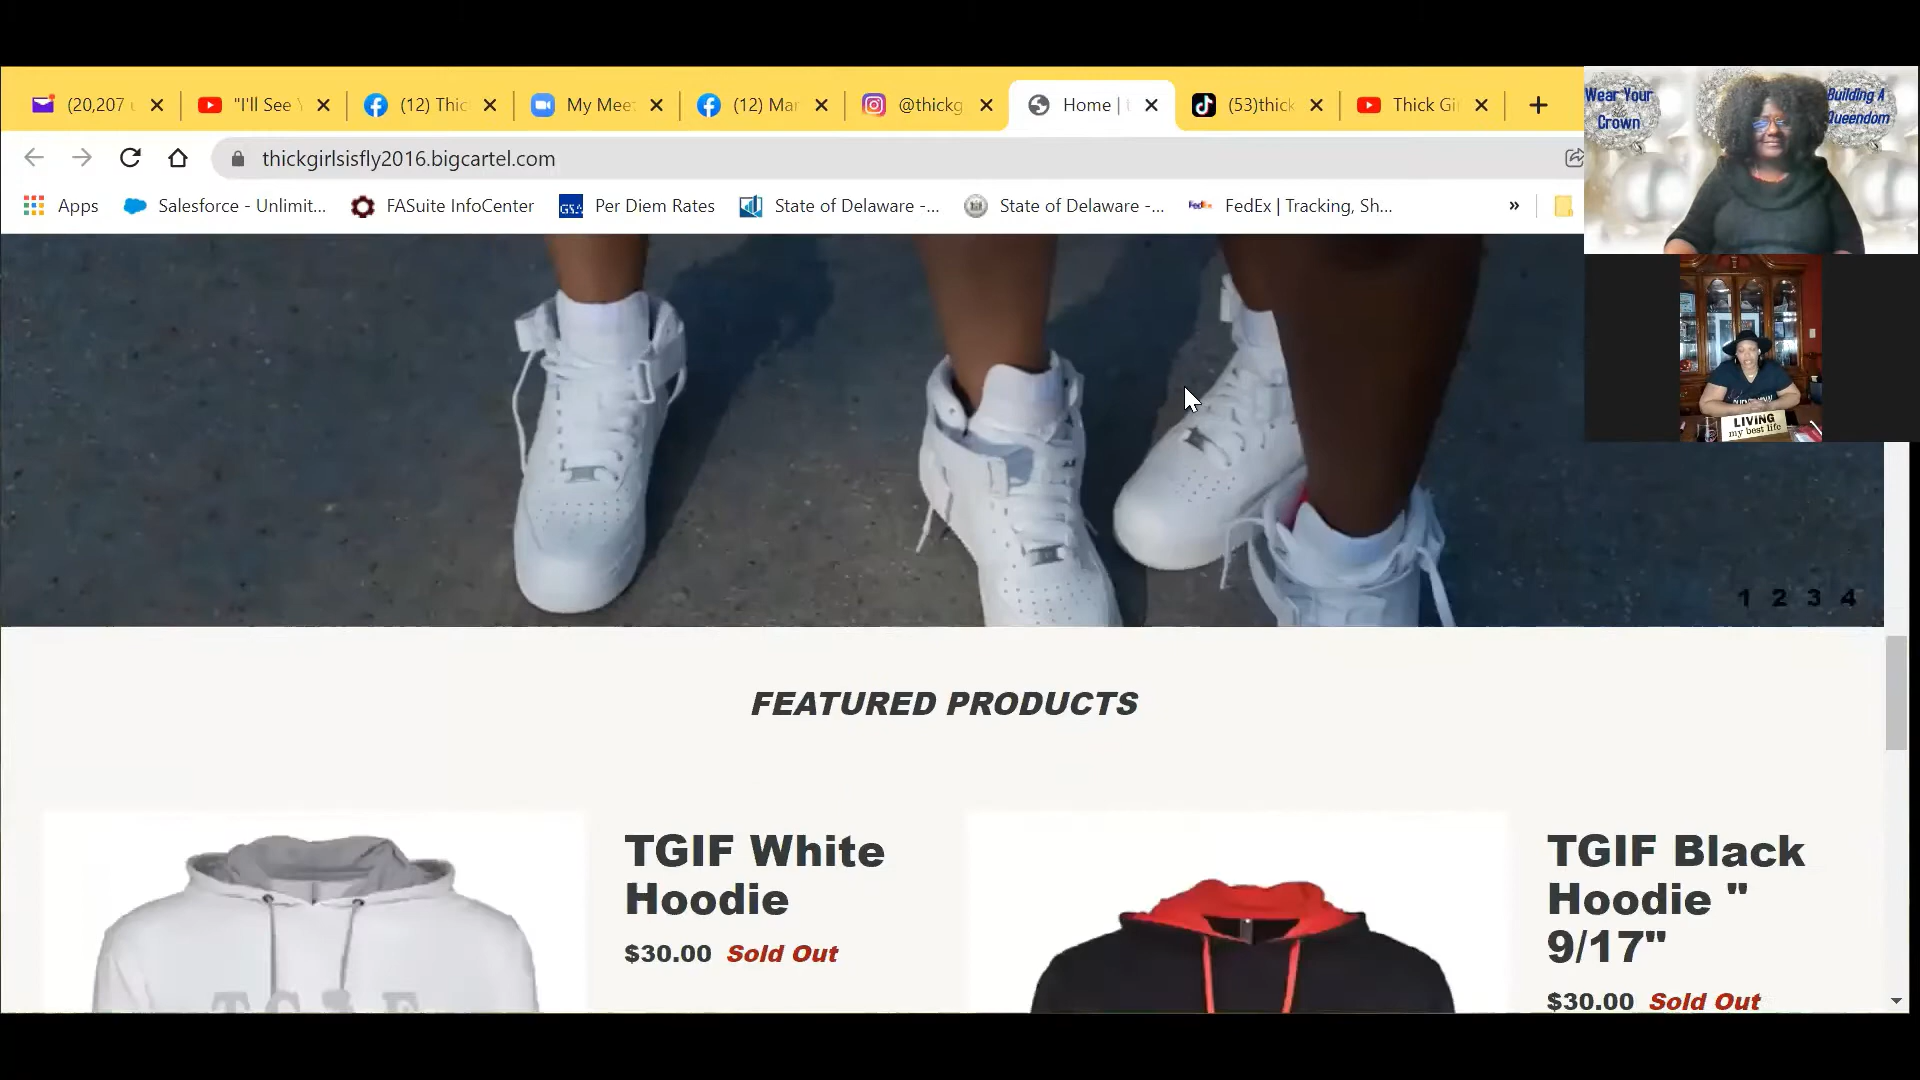 (20,207
"I'll See
(12) Thic
My Mee
(12) Mar
@thickg
Home |
(53)thick
Thick Gi
thickgirlsisfly2016.bigcartel.com
Apps
Salesforce - Unlimit...
FASuite InfoCenter
GSA
Per Diem Rates
State of Delaware -...
State of Delaware -...
FedEx
FedEx | Tracking, Sh...
»
Wear Your
Crown
Building A
Queendom
LIVING
my best life
1 2 3 4
FEATURED PRODUCTS
TGIF White
Hoodie
$30.00 Sold Out
TGIF
TGIF Black
Hoodie "
9/17"
$30.00 Sold Out